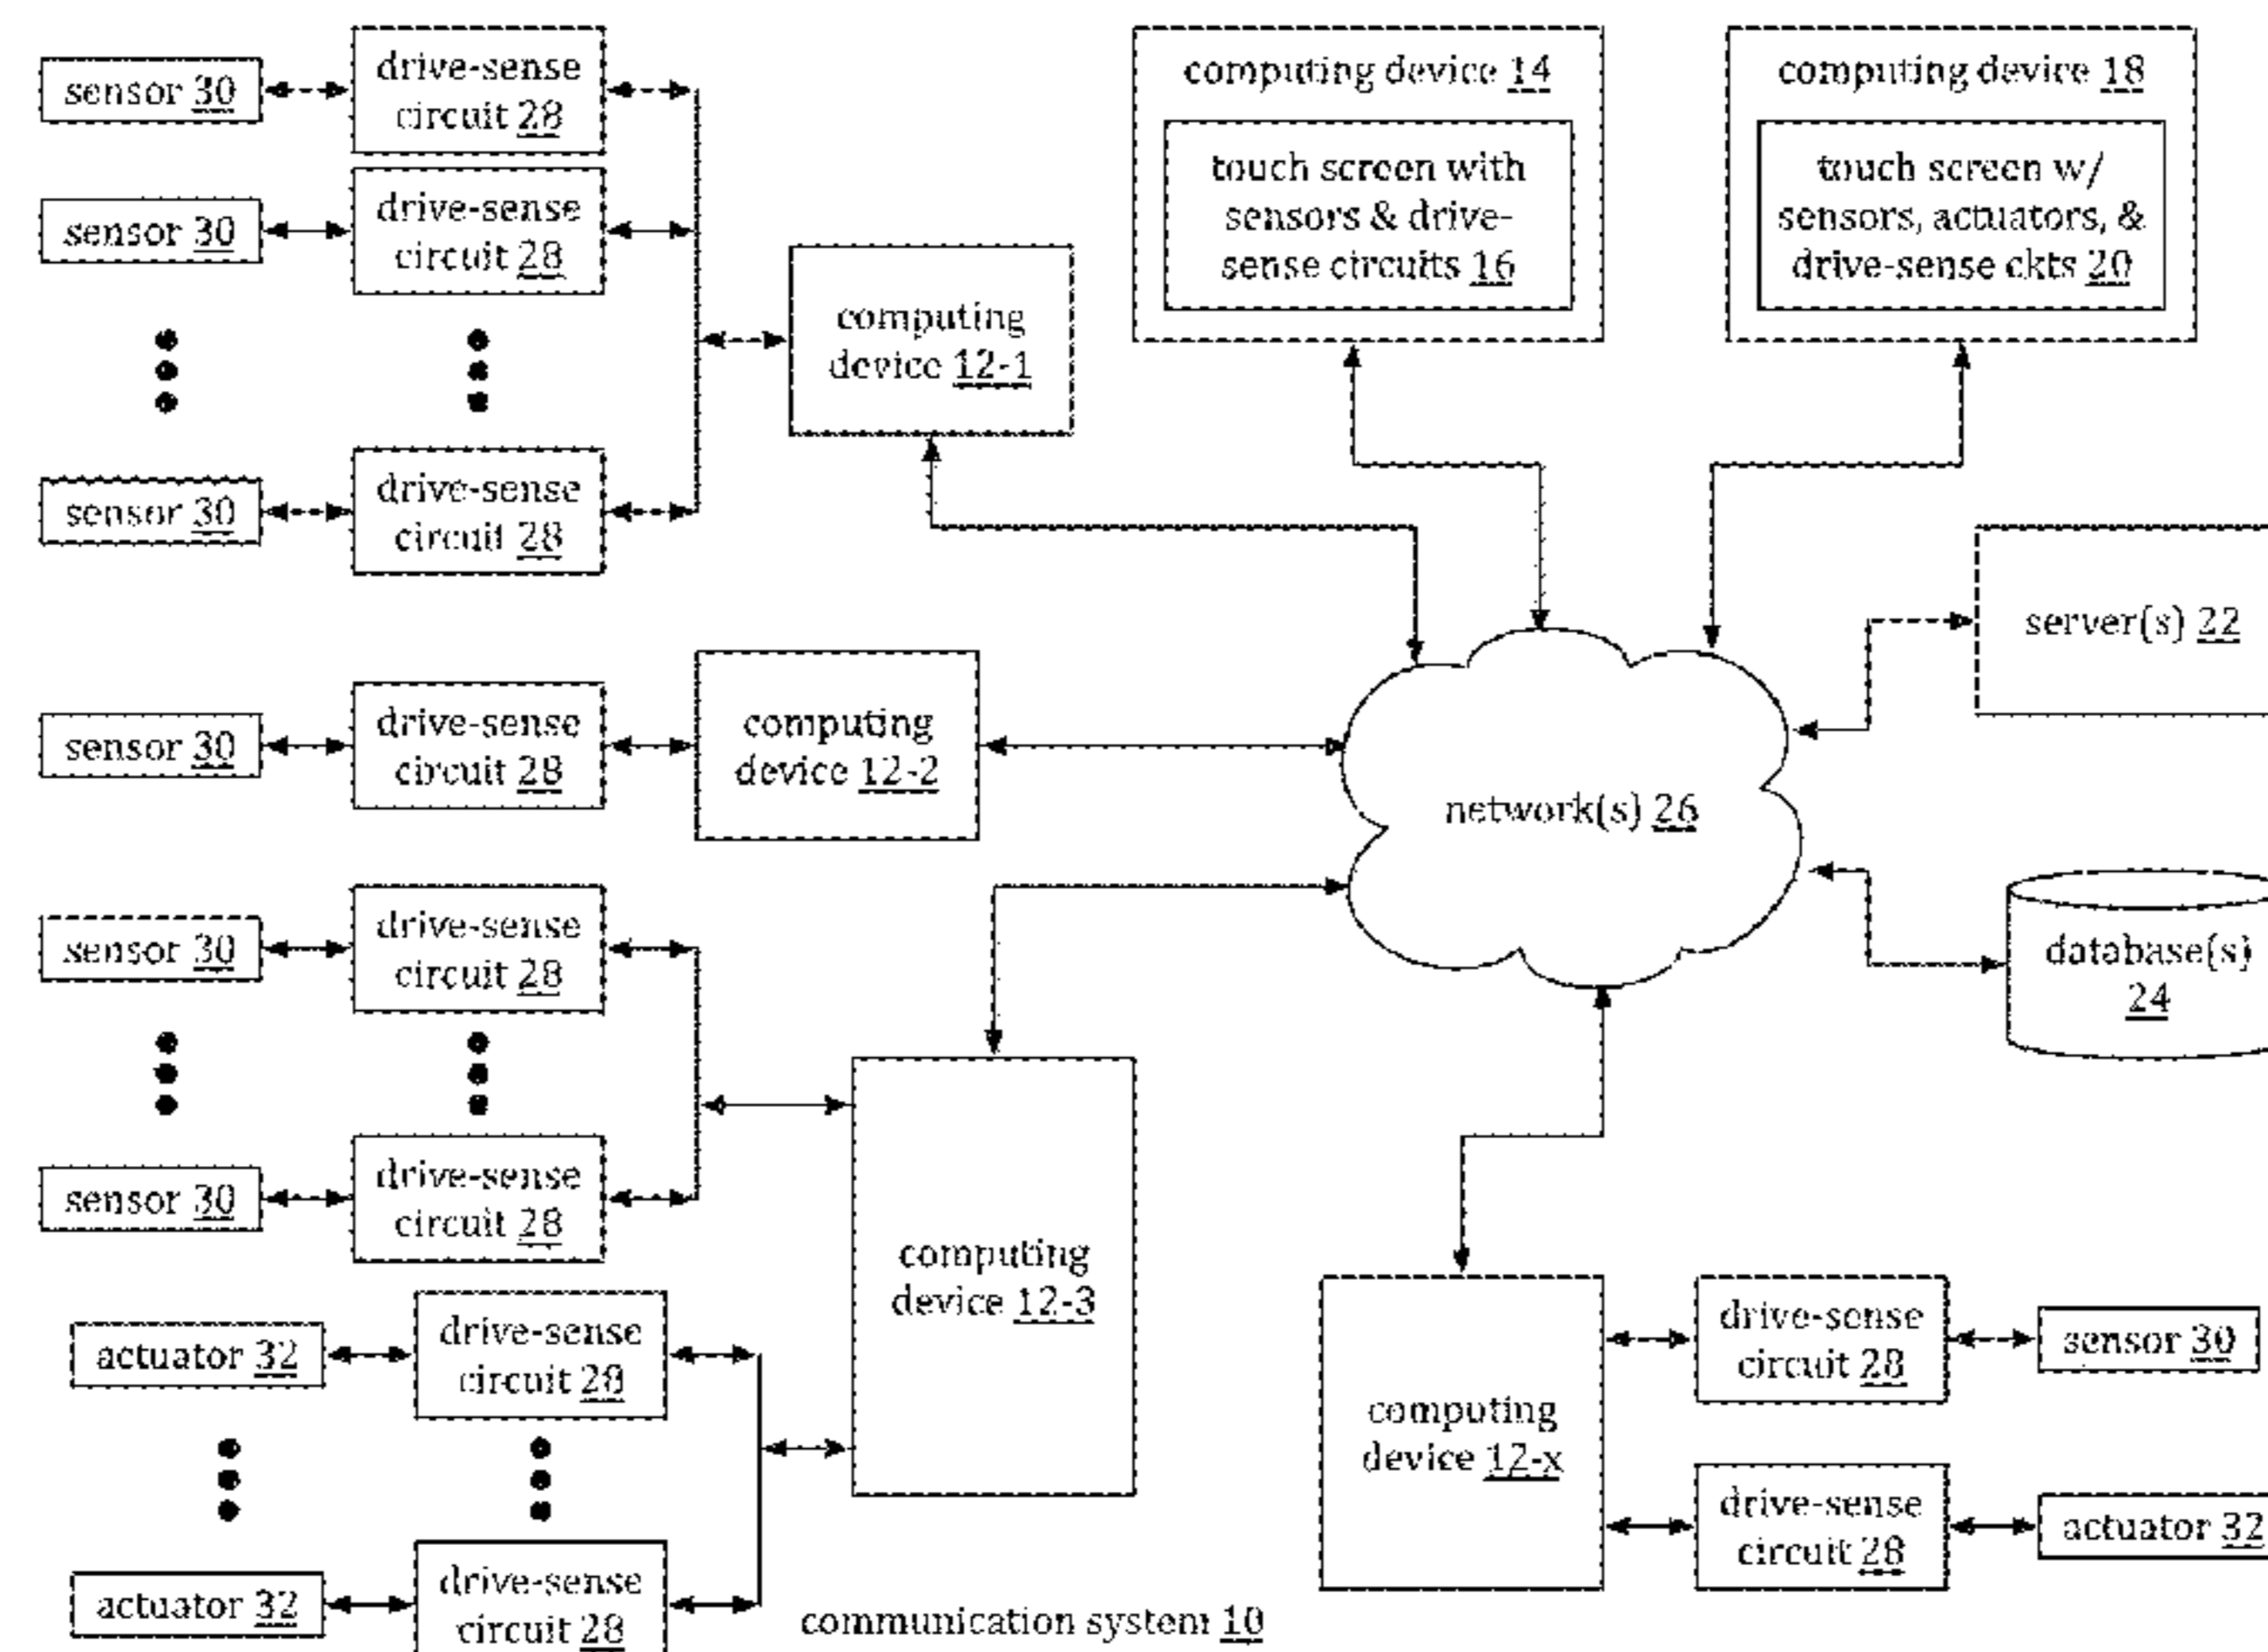 sensor 30
drive-sense
circuit 28
sensor 30
drive-sense
circuit 28
sensor 30
drive-sense
circuit 28
computing
device 12-1
computing device 14
touch screen with
sensors & drive-
sense circuits 16
computing device 18
touch screen w/
sensors, actuators, &
drive-sense ckts 20
server(s) 22
sensor 30
drive-sense
circuit 28
computing
device 12-2
network(s) 26
database(s)
24
sensor 30
drive-sense
circuit 28
sensor 30
drive-sense
circuit 28
computing
device 12-3
actuator 32
drive-sense
circuit 28
actuator 32
drive-sense
circuit 28
computing
device 12-x
drive-sense
circuit 28
sensor 30
drive-sense
circuit 28
actuator 32
communication system 10